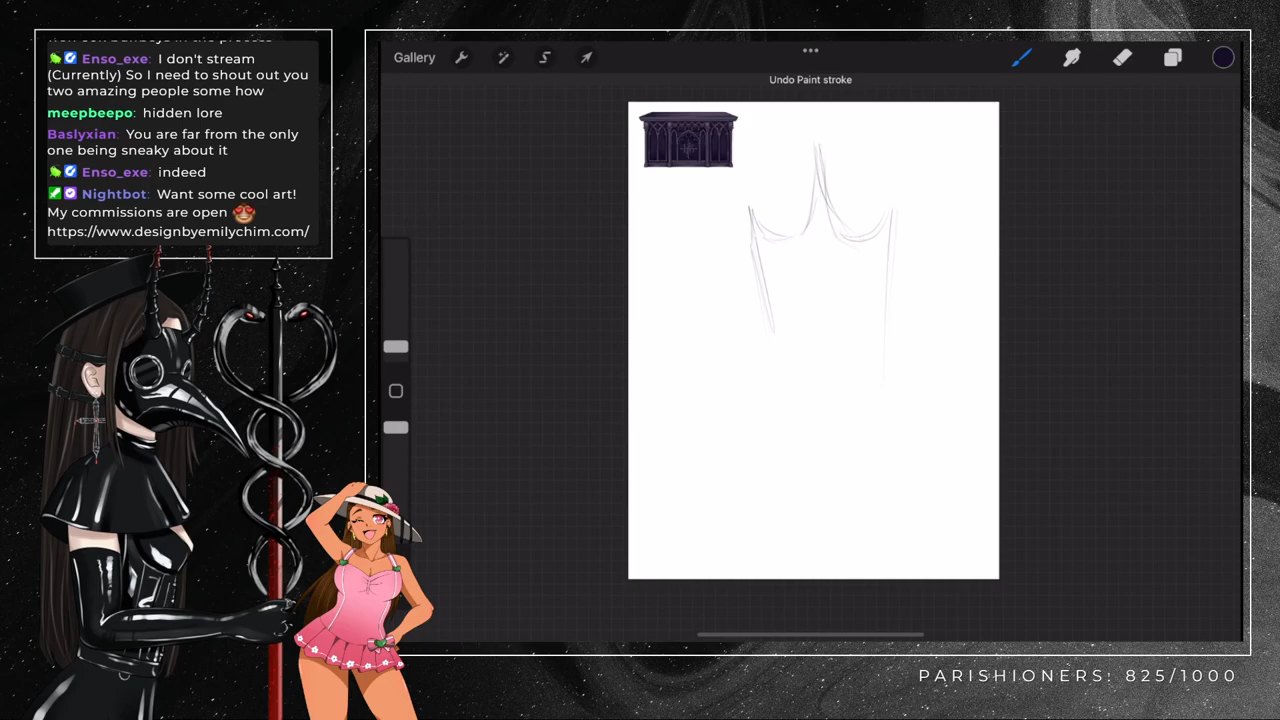 Enso_exe: I don't stream
(Currently) So I need to shout out you
two amazing people some how
meepbeepo: hidden lore
Baslyxian: You are far from the only
one being sneaky about it
Enso_exe: indeed
Nightbot: Want some cool art!
My commissions are open
https://www.designbyemilychim.com/
Gallery
Undo Paint stroke
PARISHIONERS: 825/1000